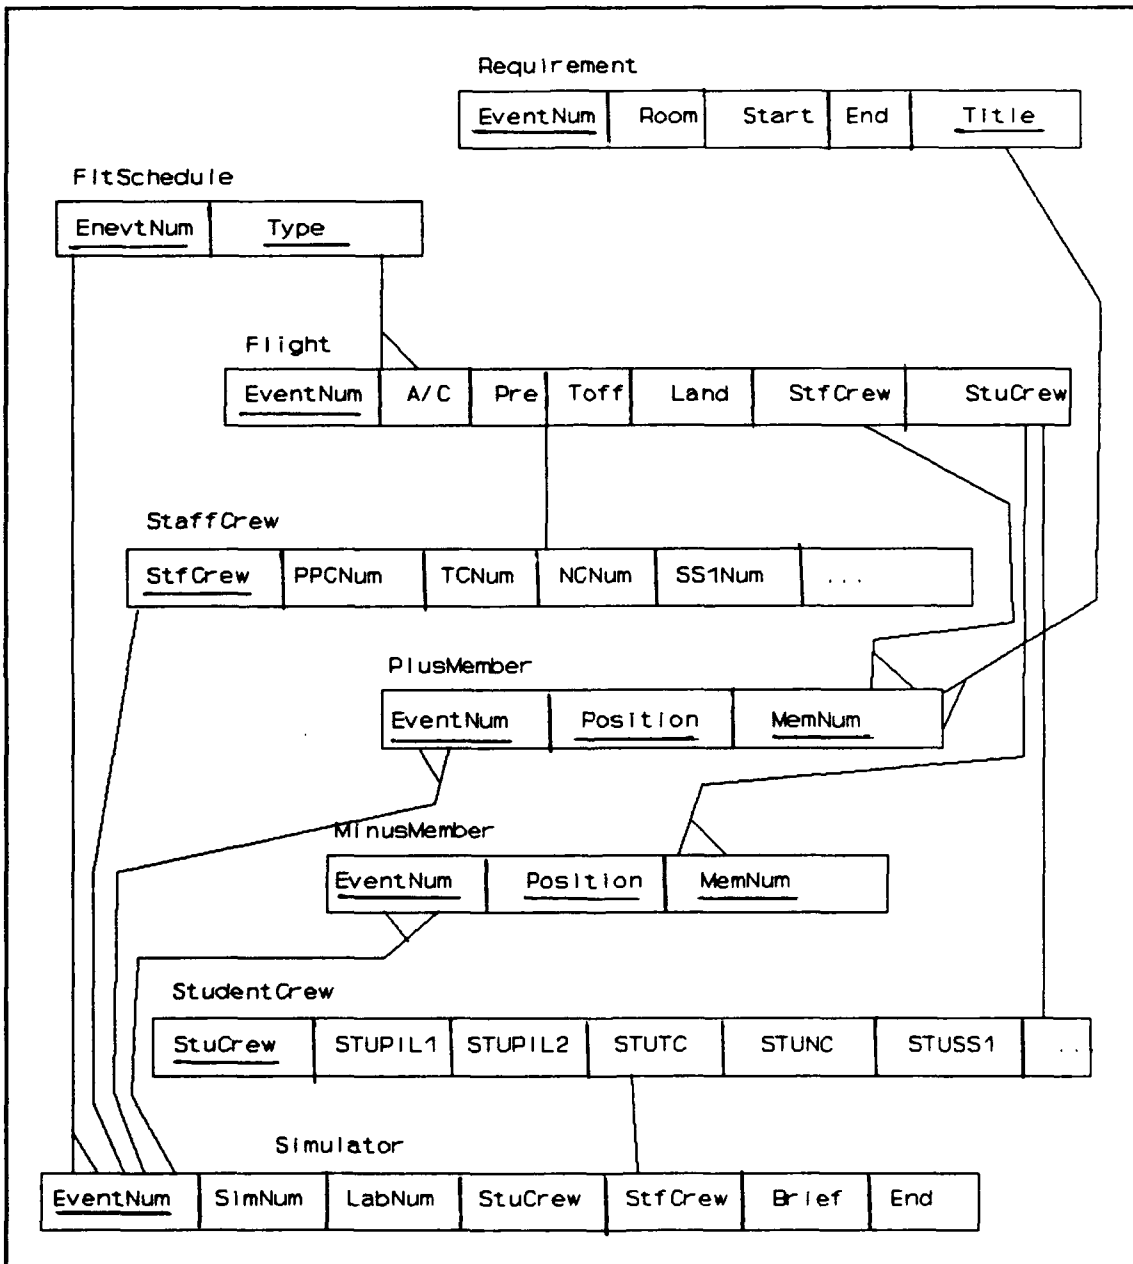 Requirement
EventNum Room Start End Title
FltSchedule
EnevtNum Type
Flight
EventNum A/C Pre Toff Land StfCrew StuCrew
StaffCrew
StfCrew PPCNum TCNum NCNum SS1Num ...
PlusMember
EventNum Position MemNum
MinusMember
EventNum Position MemNum
StudentCrew
StuCrew STUPIL1 STUPIL2 STUTC STUNC STUSS1 ..
Simulator
EventNum SimNum LabNum StuCrew StfCrew Brief End